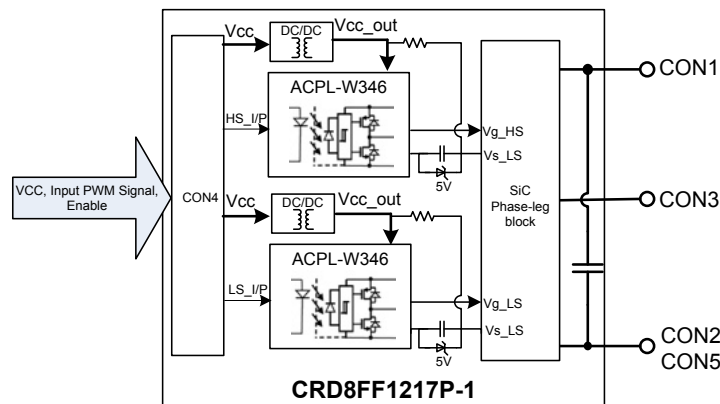 VCC, Input PWM Signal,
Enable
CON4
Vcc
DC/DC
Vcc_out
ACPL-W346
HS_I/P
Vg_HS
Vs_LS
5V
Vcc
DC/DC
Vcc_out
ACPL-W346
LS_I/P
Vg_LS
Vs_LS
5V
SiC
Phase-leg
block
CON1
CON3
CON2
CON5
CRD8FF1217P-1